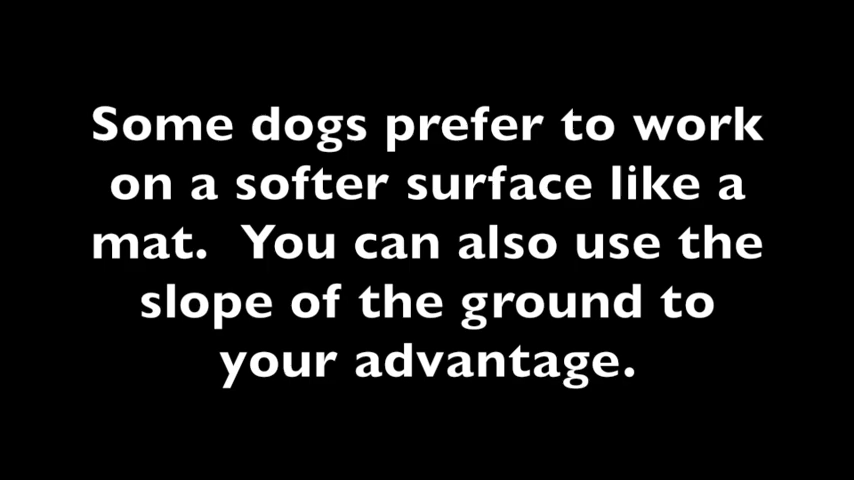 Some dogs prefer to work
on a softer surface like a
mat.  You can also use the
slope of the ground to
your advantage.